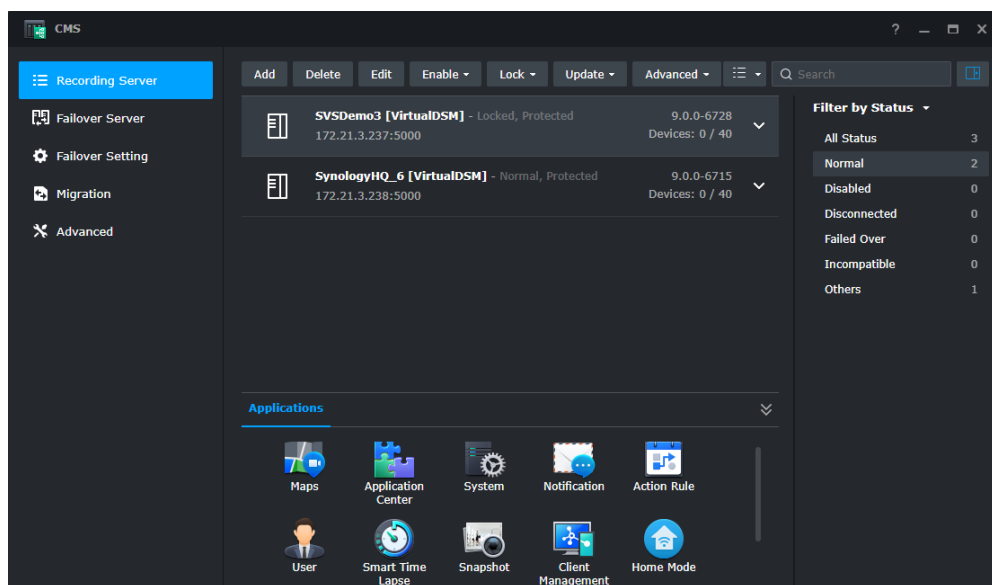 CMS
?
Recording Server
Failover Server
Failover Setting
Migration
Advanced
Add Delete Edit Enable Lock Update Advanced Search
SVSDemo3 [VirtualDSM] - Locked, Protected 9.0.0-6728
172.21.3.237:5000 Devices: 0 / 40
SynologyHQ_6 [VirtualDSM] - Normal, Protected 9.0.0-6715
172.21.3.238:5000 Devices: 0 / 40
Filter by Status
All Status 3
Normal 2
Disabled 0
Disconnected 0
Failed Over 0
Incompatible 0
Others 1
Applications
Maps Application Center System Notification Action Rule
User Smart Time Lapse Snapshot Client Management Home Mode